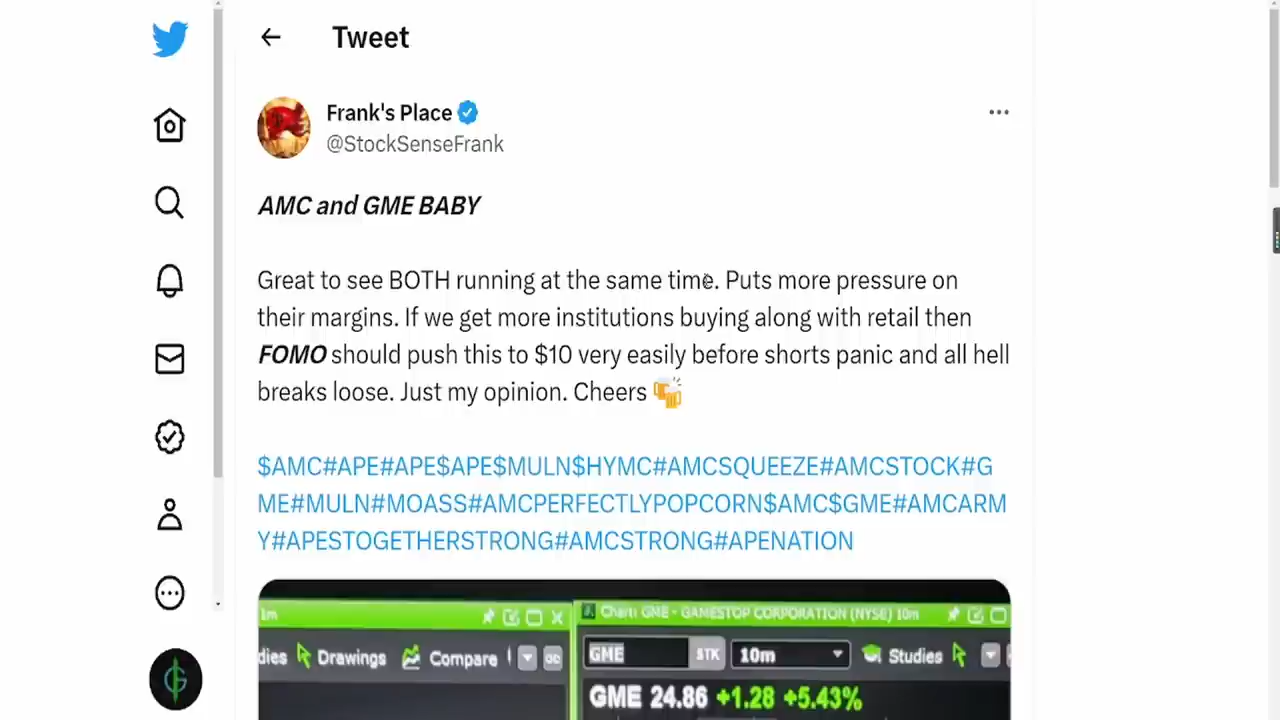 Tweet
Frank's Place
@StockSenseFrank
AMC and GME BABY
Great to see BOTH running at the same time. Puts more pressure on
their margins. If we get more institutions buying along with retail then
FOMO should push this to $10 very easily before shorts panic and all hell
breaks loose. Just my opinion. Cheers 🍻
$AMC#APE#APE$APE$MULN$HYMC#AMCSQUEEZE#AMCSTOCK#G
ME#MULN#MOASS#AMCPERFECTLYPOPCORN$AMC$GME#AMCARM
Y#APESTOGETHERSTRONG#AMCSTRONG#APENATION
1m
Chart: GME - GAMESTOP CORPORATION (NYSE) 10m
dies Drawings Compare
GME STK 10m Studies
GME 24.86 +1.28 +5.43%